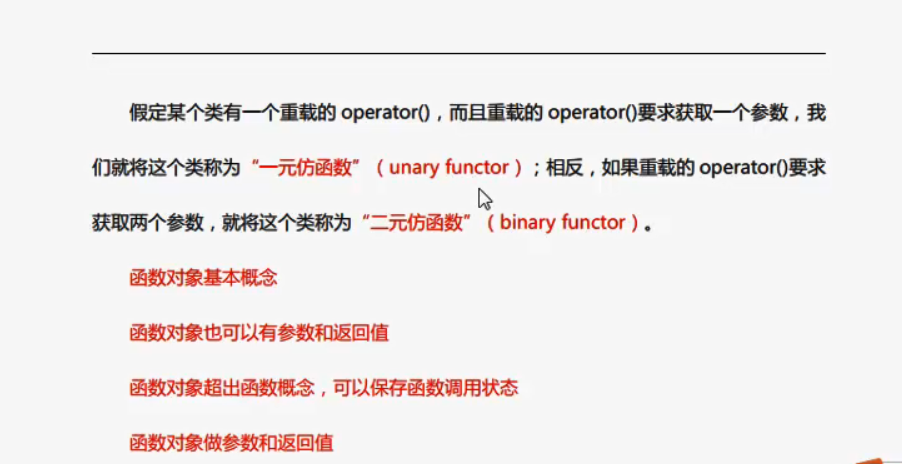 假定某个类有一个重载的 operator()，而且重载的 operator()要求获取一个参数，我
们就将这个类称为“一元仿函数”（unary functor）；相反，如果重载的 operator()要求
获取两个参数，就将这个类称为“二元仿函数”（binary functor）。
函数对象基本概念
函数对象也可以有参数和返回值
函数对象超出函数概念，可以保存函数调用状态
函数对象做参数和返回值